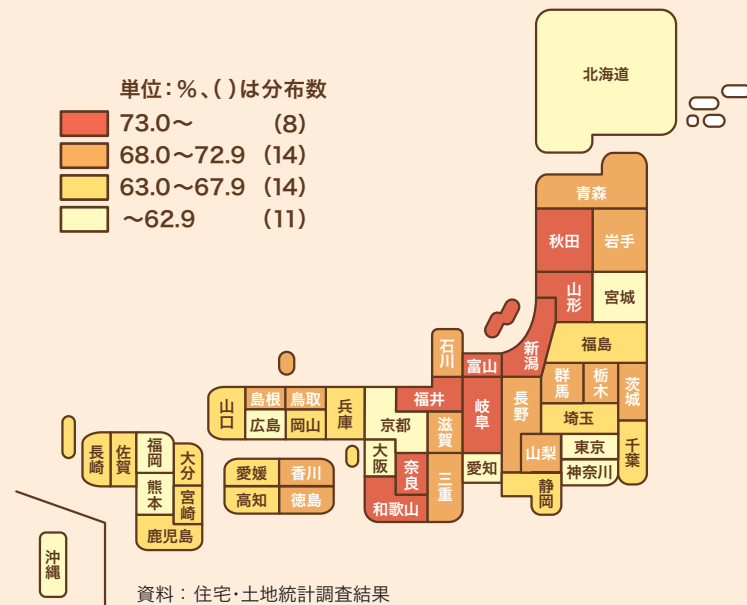 単位：％、( )は分布数
73.0～ (8)
68.0～72.9 (14)
63.0～67.9 (14)
～62.9 (11)
北海道
青森
秋田
岩手
山形
宮城
新潟
福島
石川
富山
群馬
栃木
茨城
福井
岐阜
長野
埼玉
山口
島根
鳥取
兵庫
広島
岡山
京都
滋賀
山梨
東京
千葉
神奈川
大阪
奈良
愛知
静岡
三重
和歌山
長崎
佐賀
福岡
大分
熊本
宮崎
鹿児島
愛媛
香川
高知
徳島
沖縄
資料：住宅・土地統計調査結果